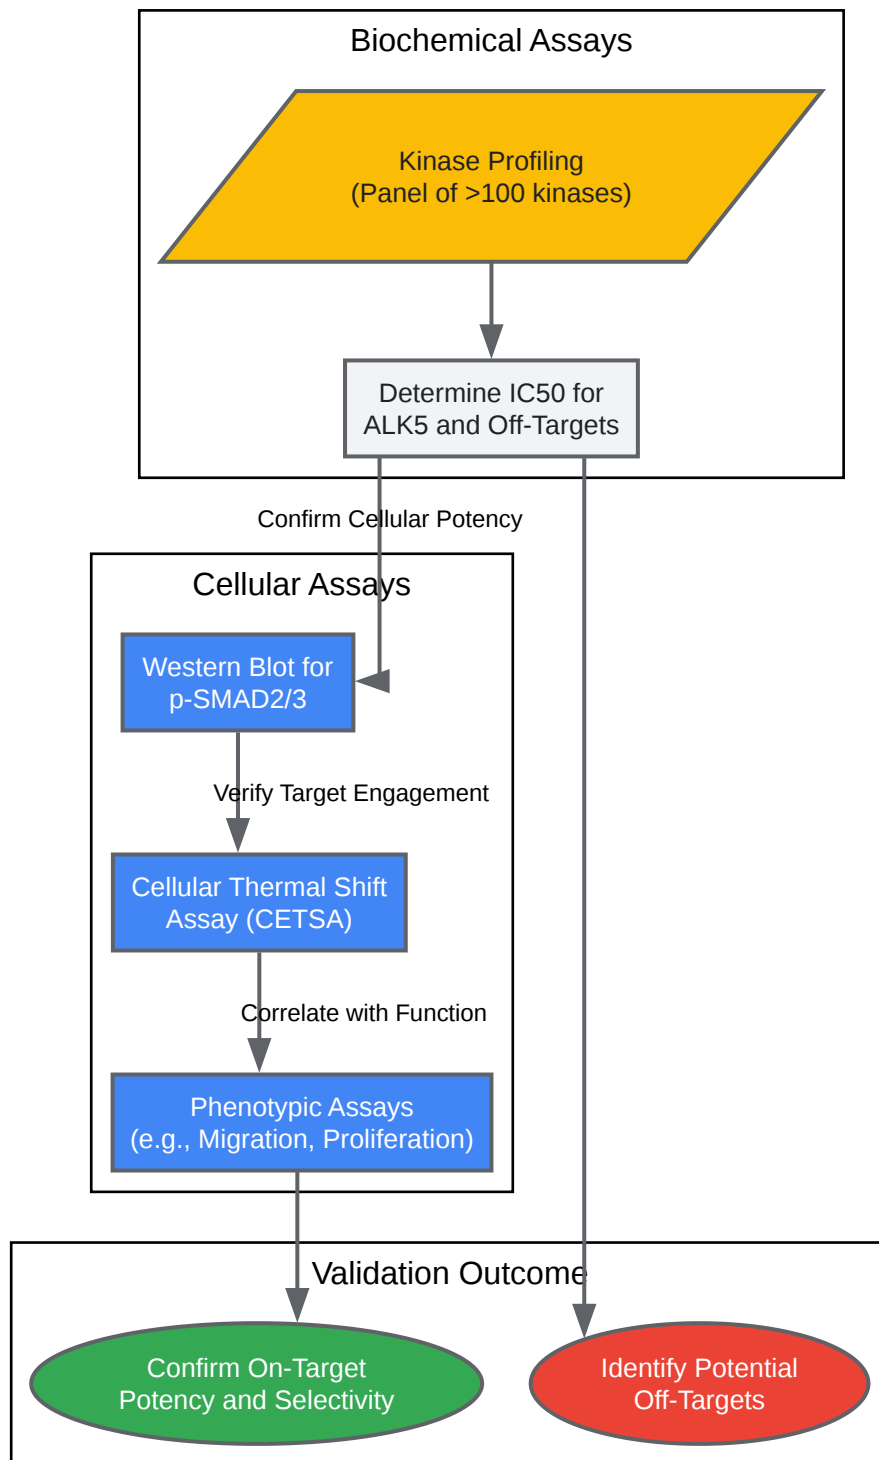 Biochemical Assays
Kinase Profiling
(Panel of >100 kinases)
Determine IC50 for
ALK5 and Off-Targets
Confirm Cellular Potency
Cellular Assays
Western Blot for
p-SMAD2/3
Verify Target Engagement
Cellular Thermal Shift
Assay (CETSA)
Correlate with Function
Phenotypic Assays
(e.g., Migration, Proliferation)
Validation Outcome
Confirm On-Target
Potency and Selectivity
Identify Potential
Off-Targets